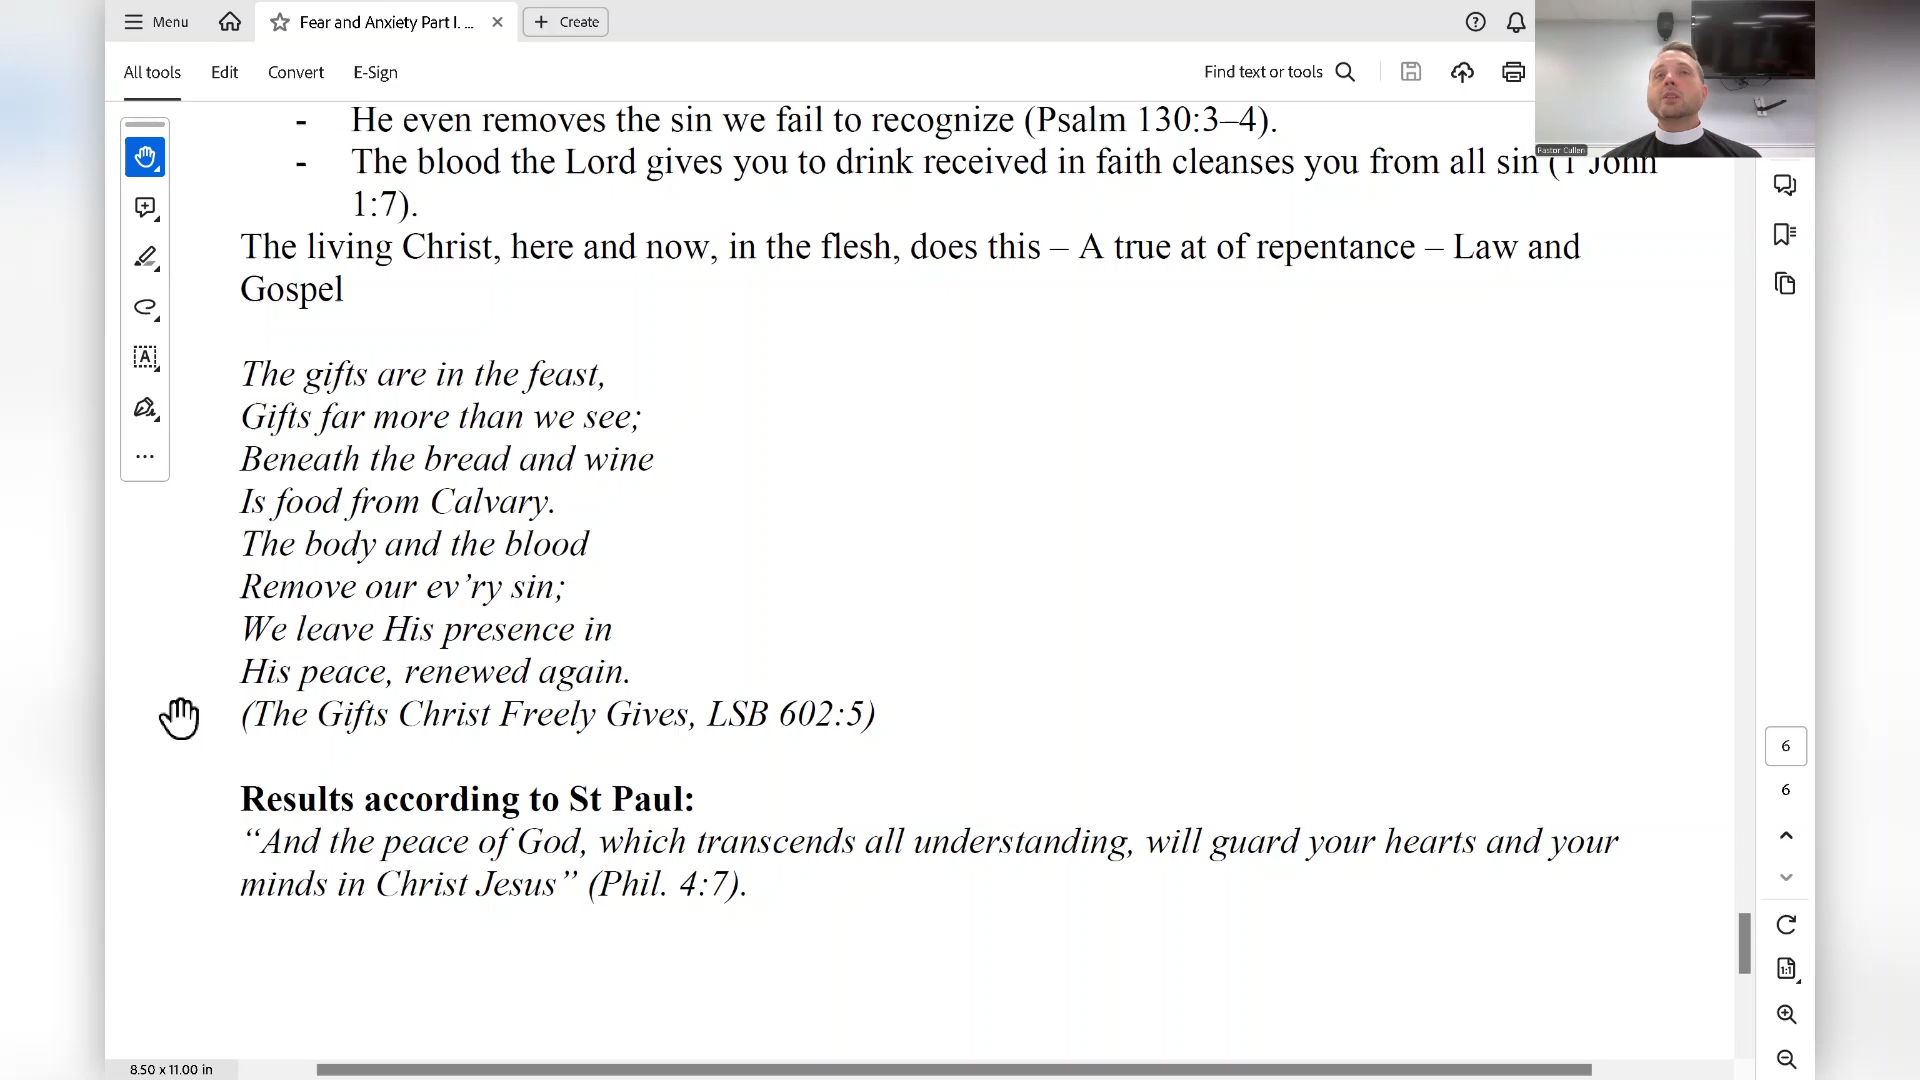 Menu
Fear and Anxiety Part I. ...
Create
All tools
Edit
Convert
E-Sign
Find text or tools
Pastor Cullen
- He even removes the sin we fail to recognize (Psalm 130:3–4).
- The blood the Lord gives you to drink received in faith cleanses you from all sin (1 John
1:7).
The living Christ, here and now, in the flesh, does this – A true at of repentance – Law and
Gospel
The gifts are in the feast,
Gifts far more than we see;
Beneath the bread and wine
Is food from Calvary.
The body and the blood
Remove our ev’ry sin;
We leave His presence in
His peace, renewed again.
(The Gifts Christ Freely Gives, LSB 602:5)
Results according to St Paul:
“And the peace of God, which transcends all understanding, will guard your hearts and your
minds in Christ Jesus” (Phil. 4:7).
6
6
1:1
8.50 x 11.00 in